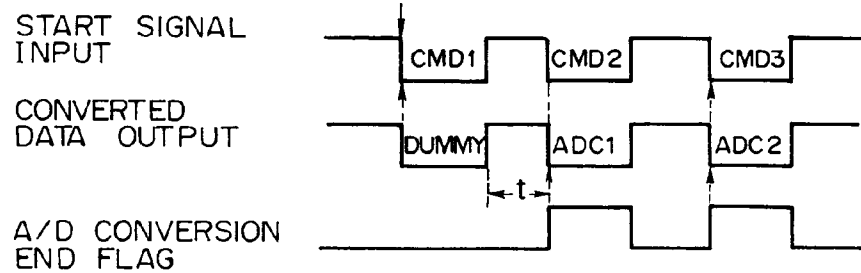 START SIGNAL
INPUT
CMD1 CMD2 CMD3
CONVERTED
DATA OUTPUT
DUMMY ADC1 ADC2
t
A/D CONVERSION
END FLAG